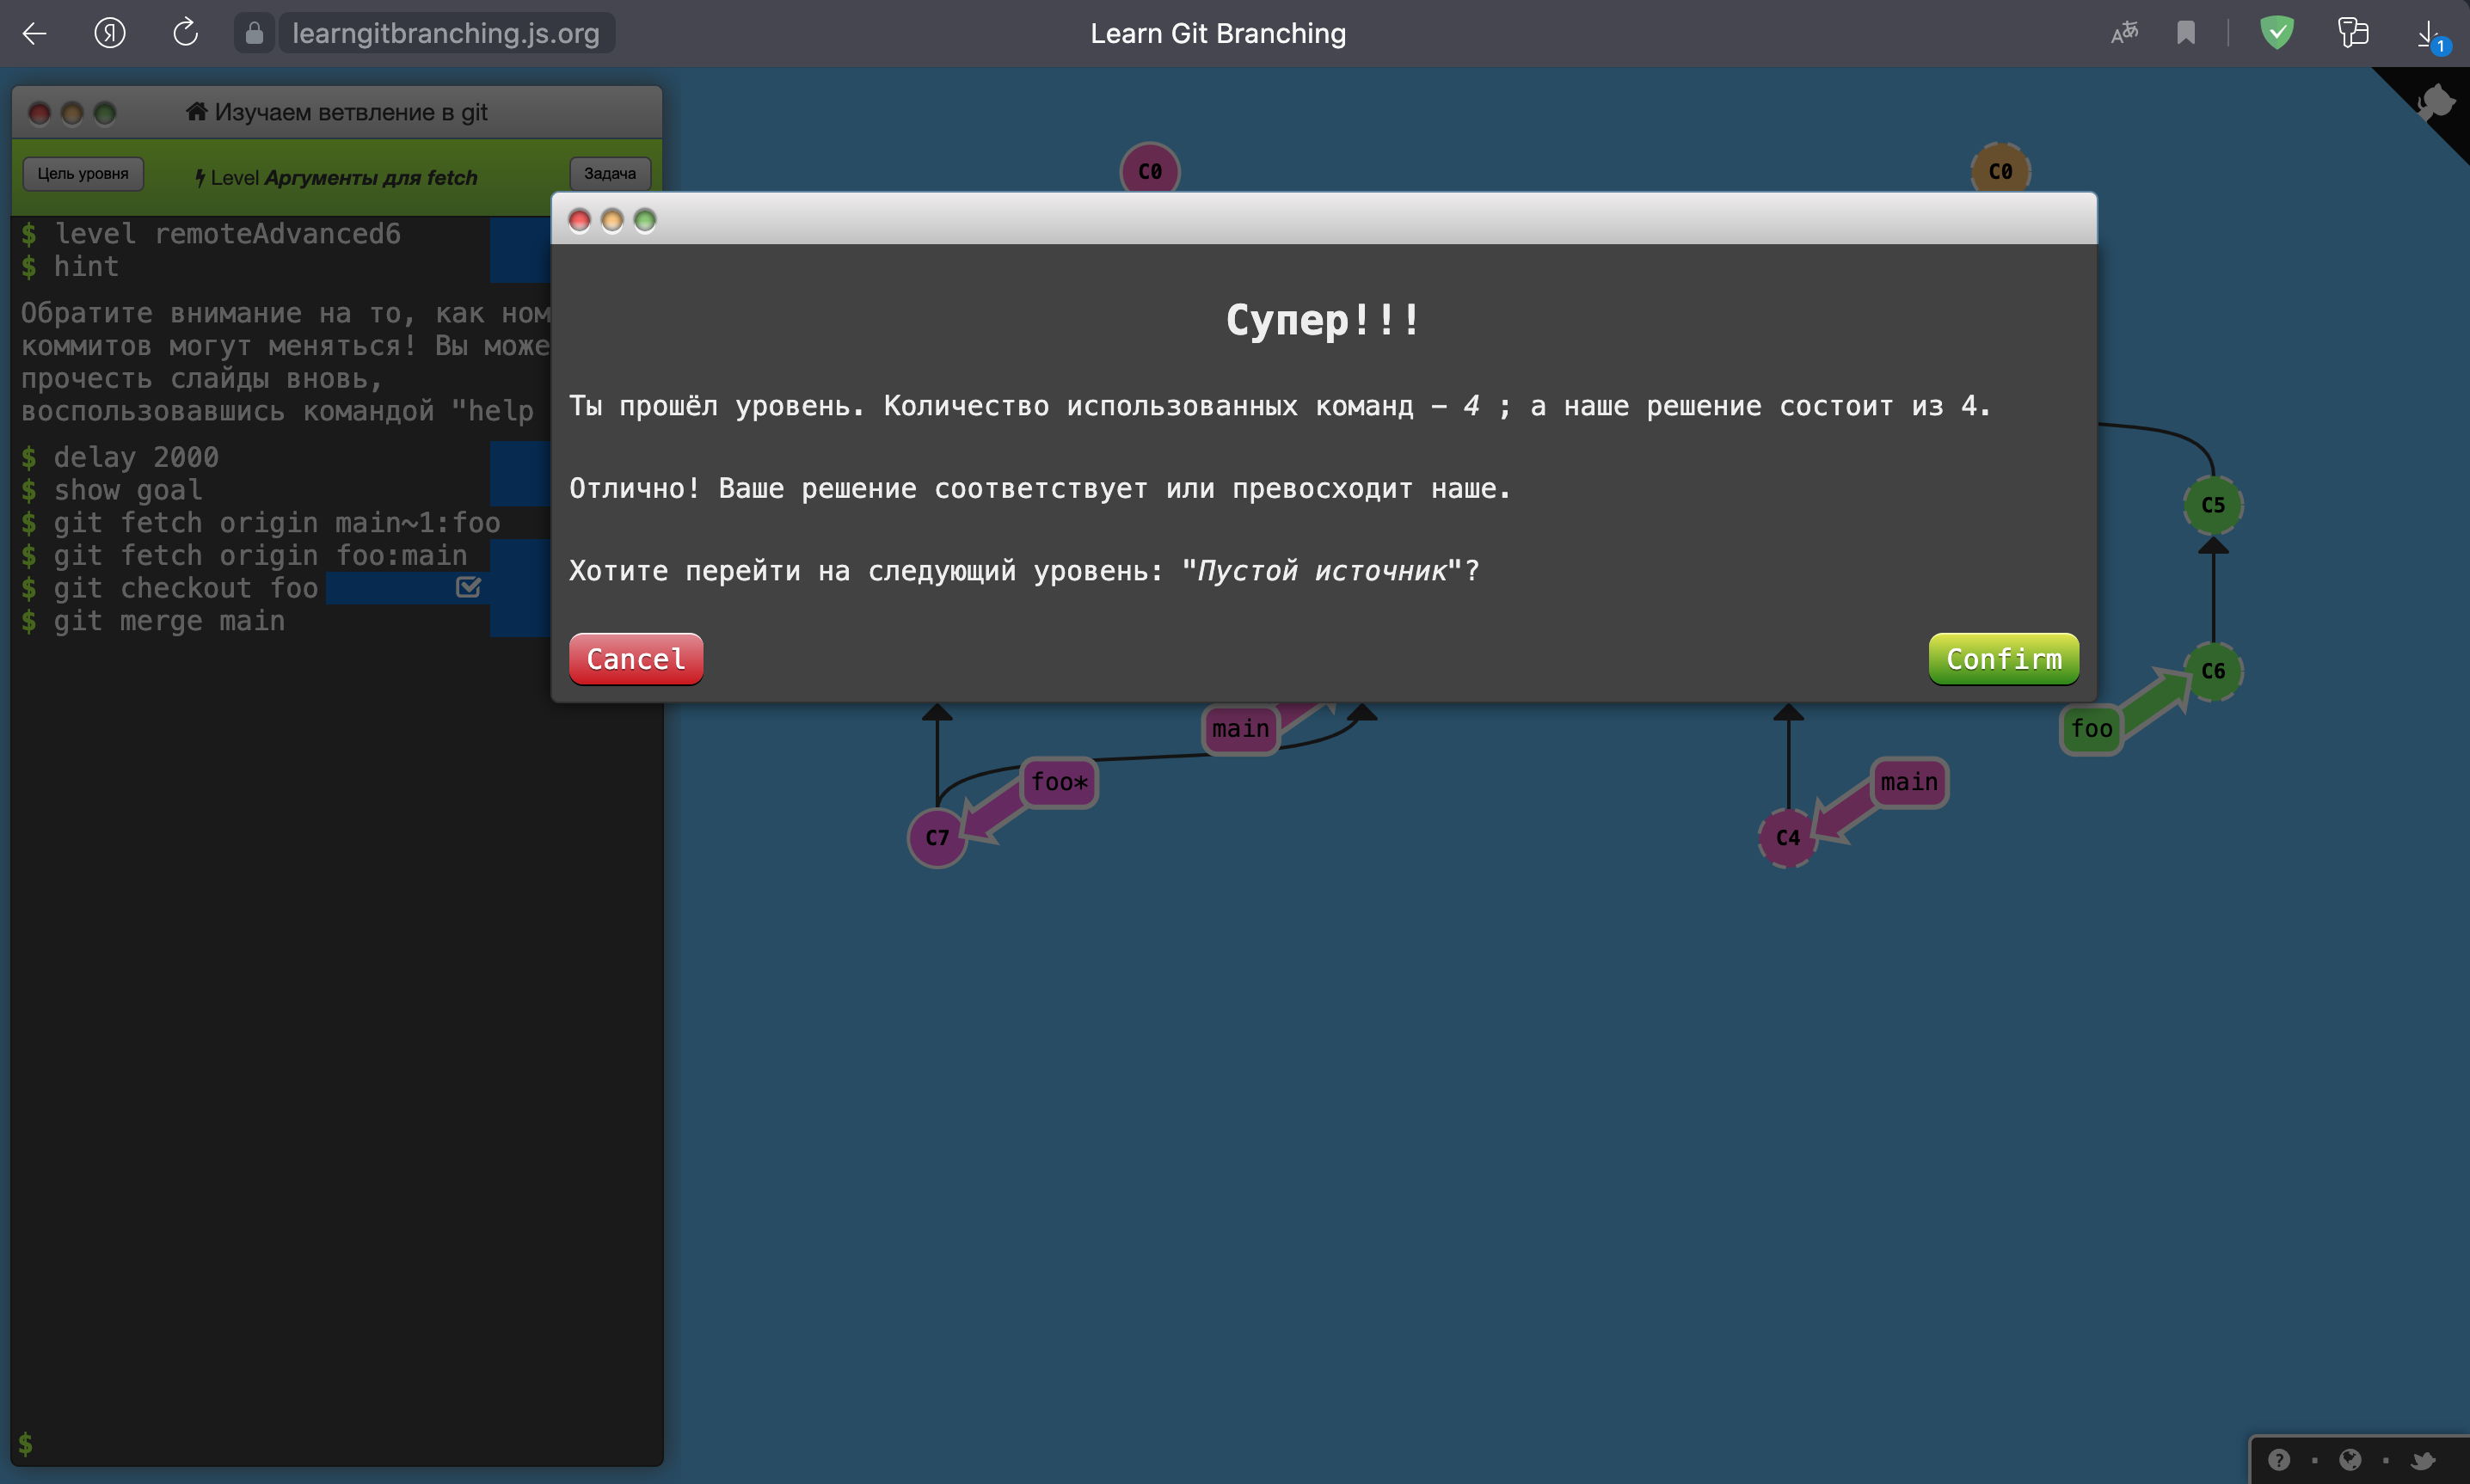 learngitbranching.js.org
Learn Git Branching
1
Изучаем ветвление в git
Цель уровня
Level Аргументы для fetch
Задача
$ level remoteAdvanced6
$ hint
Обратите внимание на то, как ном
коммитов могут меняться! Вы може
прочесть слайды вновь,
воспользовавшись командой "help
$ delay 2000
$ show goal
$ git fetch origin main~1:foo
$ git fetch origin foo:main
$ git checkout foo
$ git merge main
$
C0
C0
Супер!!!
Ты прошёл уровень. Количество использованных команд – 4 ; а наше решение состоит из 4.
Отлично! Ваше решение соответствует или превосходит наше.
Хотите перейти на следующий уровень: "Пустой источник"?
Cancel
Confirm
C5
C6
main
foo
foo*
main
C7
C4